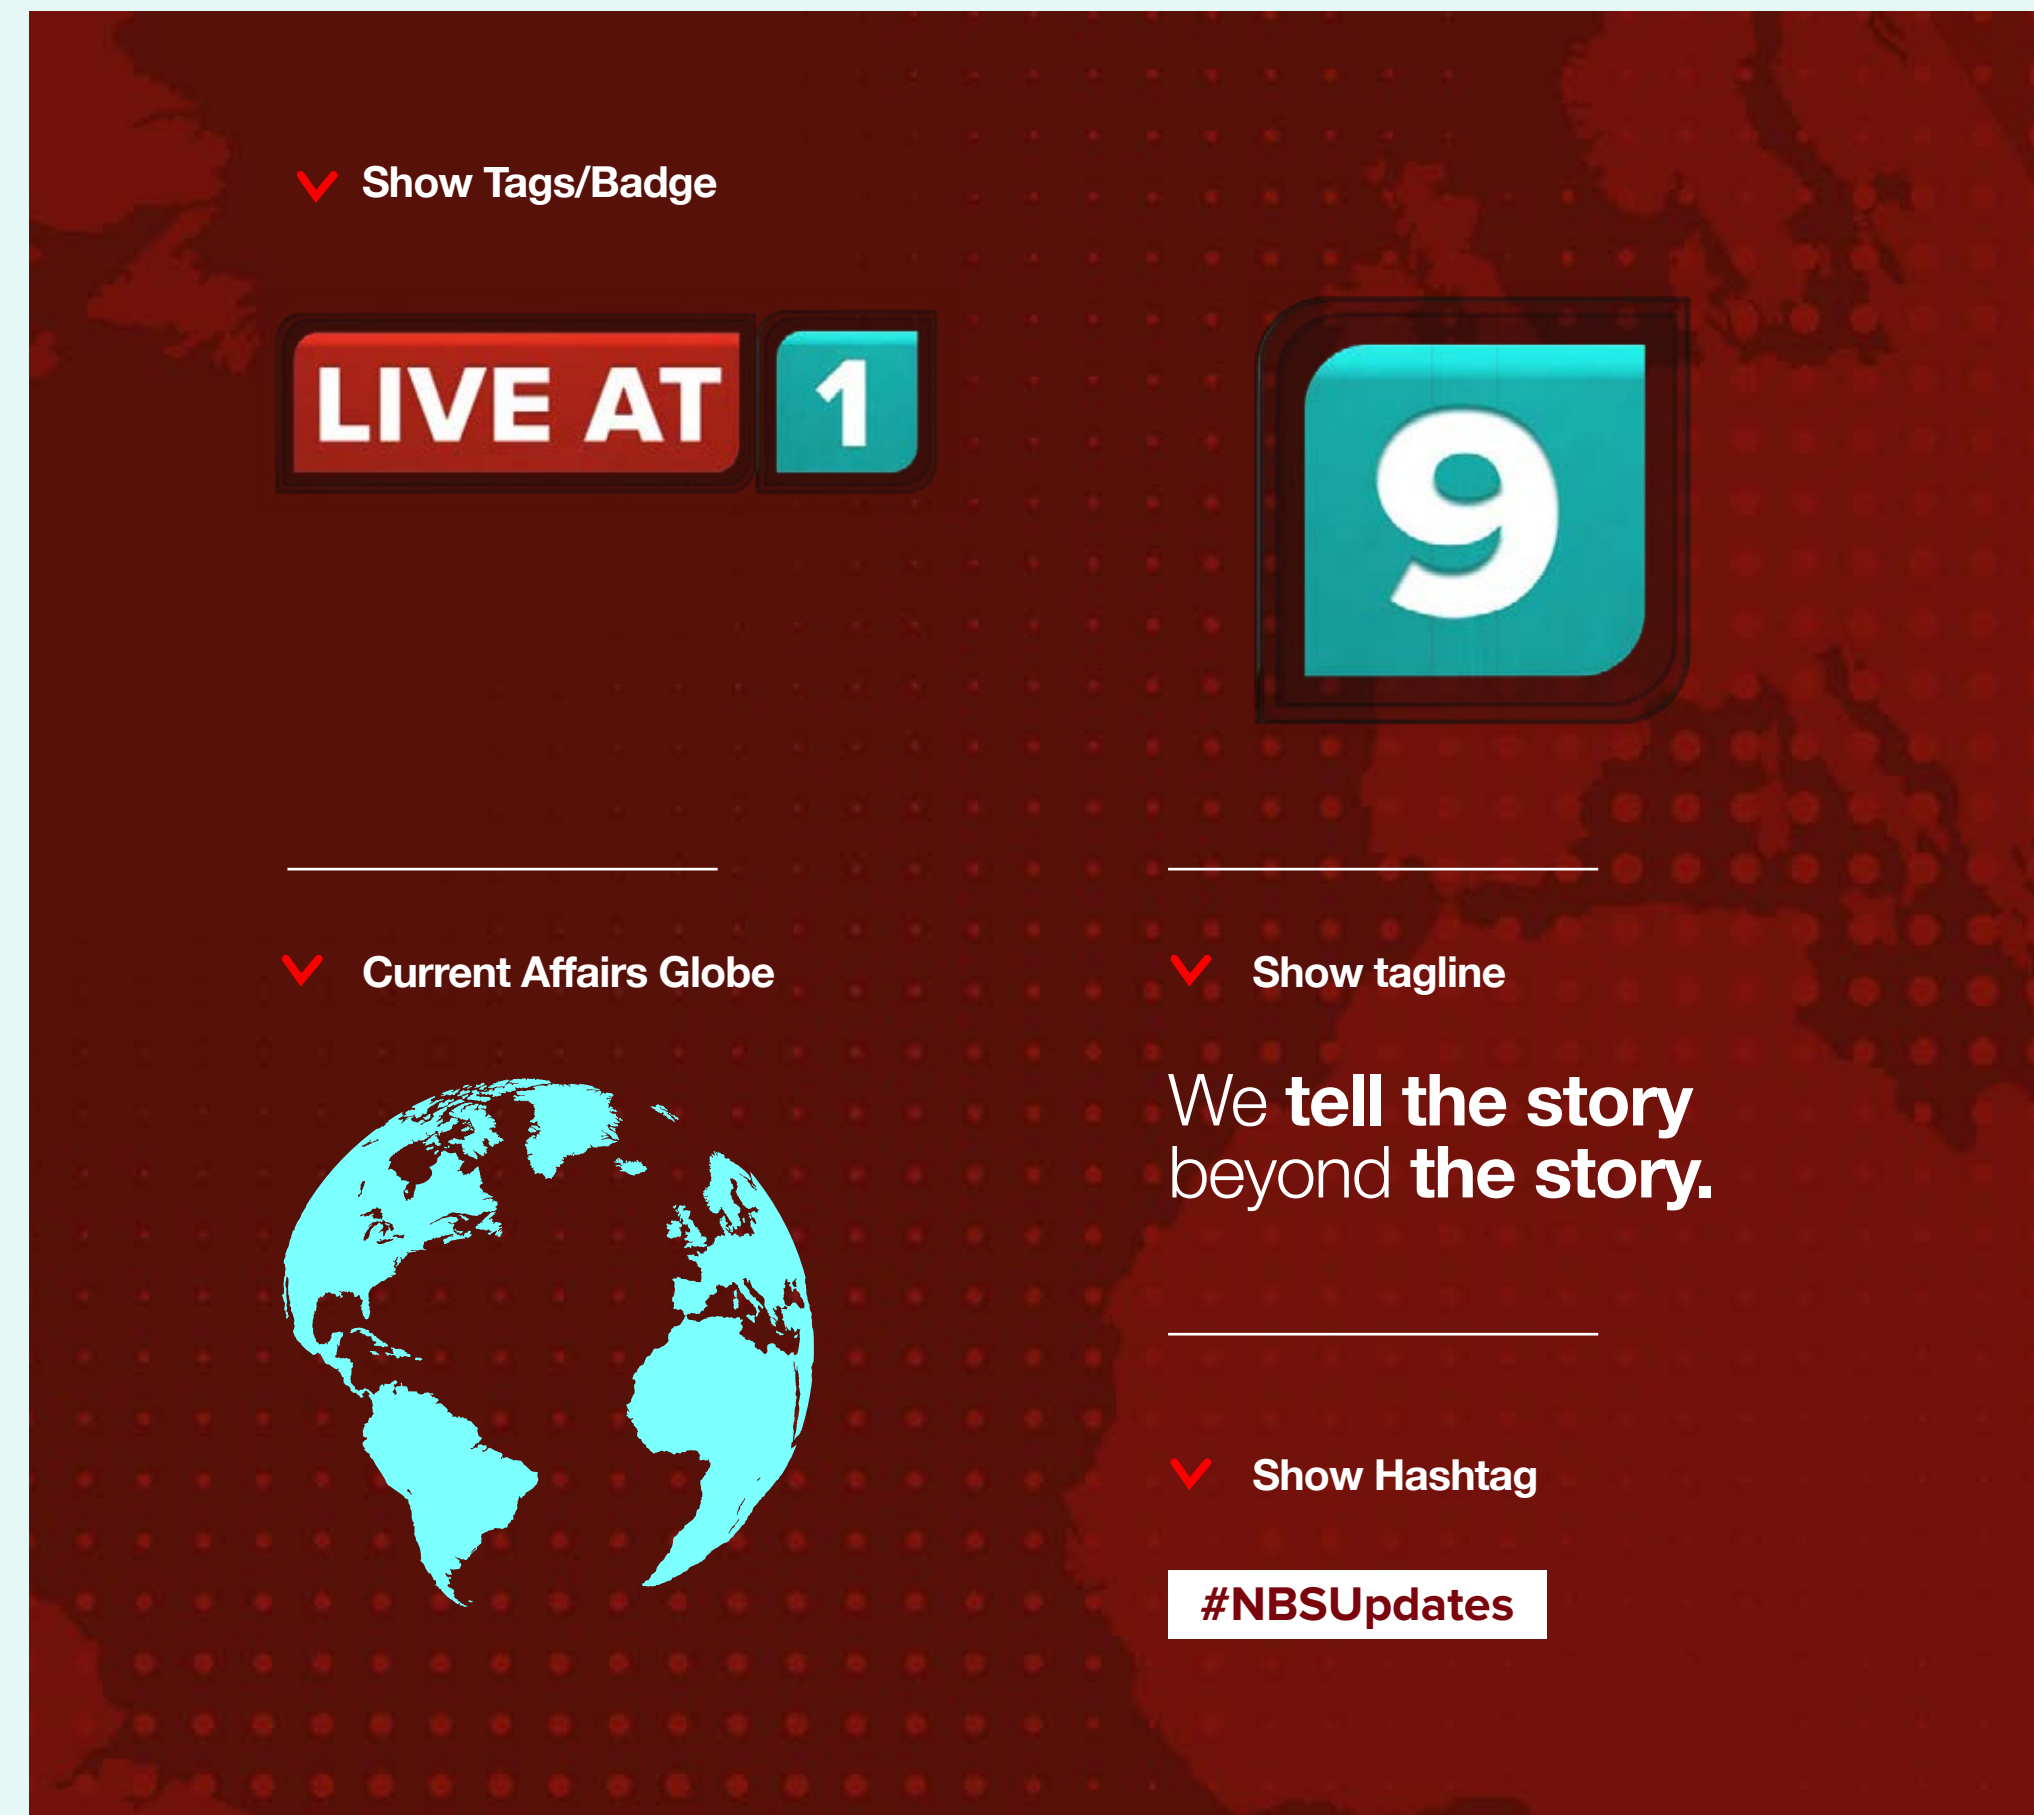 Show Tags/Badge
LIVE AT 1
9
Current Affairs Globe
Show tagline
We tell the story
beyond the story.
Show Hashtag
#NBSUpdates